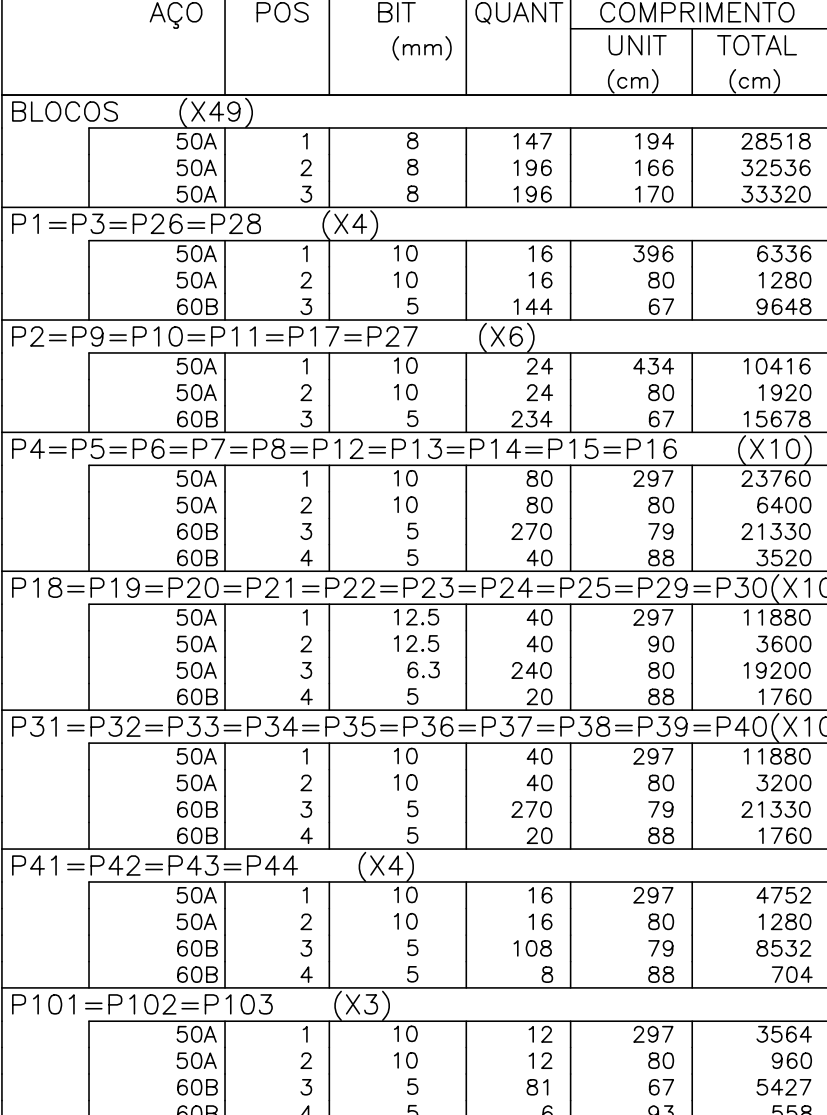 AÇO POS BIT QUANT COMPRIMENTO
(mm) UNIT TOTAL
(cm) (cm)
BLOCOS (X49)
50A 1 8 147 194 28518
50A 2 8 196 166 32536
50A 3 8 196 170 33320
P1=P3=P26=P28 (X4)
50A 1 10 16 396 6336
50A 2 10 16 80 1280
60B 3 5 144 67 9648
P2=P9=P10=P11=P17=P27 (X6)
50A 1 10 24 434 10416
50A 2 10 24 80 1920
60B 3 5 234 67 15678
P4=P5=P6=P7=P8=P12=P13=P14=P15=P16 (X10)
50A 1 10 80 297 23760
50A 2 10 80 80 6400
60B 3 5 270 79 21330
60B 4 5 40 88 3520
P18=P19=P20=P21=P22=P23=P24=P25=P29=P30(X10
50A 1 12.5 40 297 11880
50A 2 12.5 40 90 3600
50A 3 6.3 240 80 19200
60B 4 5 20 88 1760
P31=P32=P33=P34=P35=P36=P37=P38=P39=P40(X10
50A 1 10 40 297 11880
50A 2 10 40 80 3200
60B 3 5 270 79 21330
60B 4 5 20 88 1760
P41=P42=P43=P44 (X4)
50A 1 10 16 297 4752
50A 2 10 16 80 1280
60B 3 5 108 79 8532
60B 4 5 8 88 704
P101=P102=P103 (X3)
50A 1 10 12 297 3564
50A 2 10 12 80 960
60B 3 5 81 67 5427
60B 4 5 6 93 558